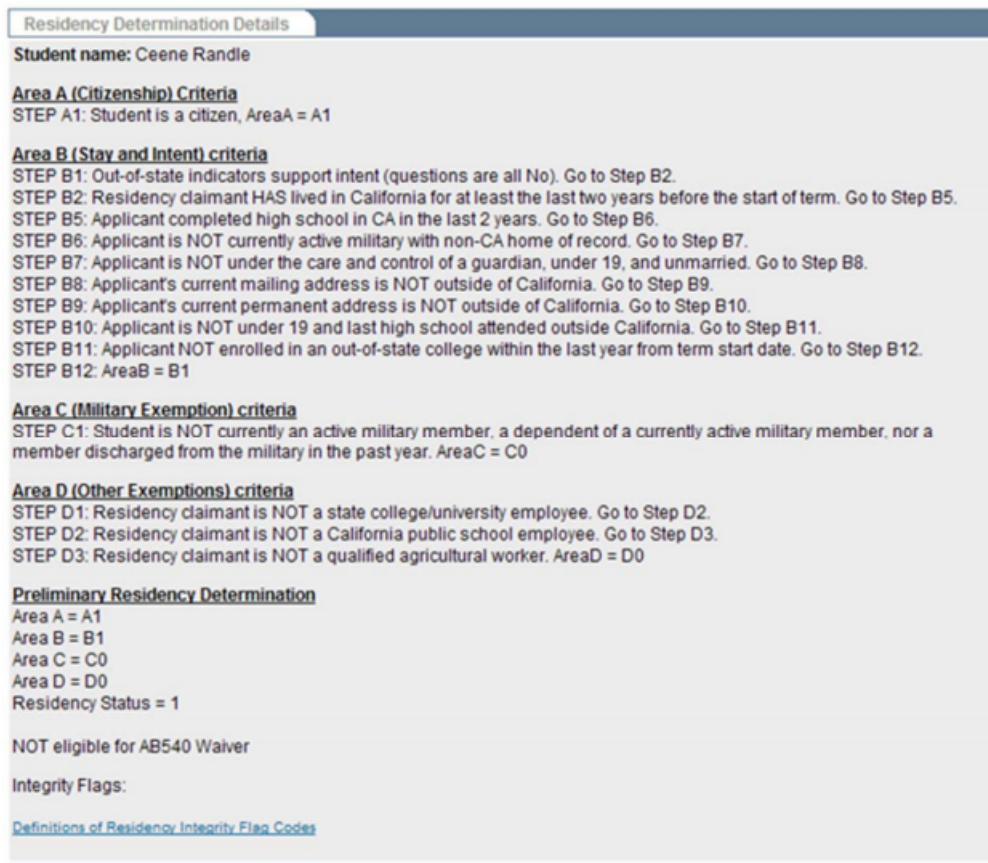 Residency Determination Details
Student name: Ceene Randle
Area A (Citizenship) Criteria
STEP A1: Student is a citizen, AreaA = A1
Area B (Stay and Intent) criteria
STEP B1: Out-of-state indicators support intent (questions are all No). Go to Step B2.
STEP B2: Residency claimant HAS lived in California for at least the last two years before the start of term. Go to Step B5.
STEP B5: Applicant completed high school in CA in the last 2 years. Go to Step B6.
STEP B6: Applicant is NOT currently active military with non-CA home of record. Go to Step B7.
STEP B7: Applicant is NOT under the care and control of a guardian, under 19, and unmarried. Go to Step B8.
STEP B8: Applicant's current mailing address is NOT outside of California. Go to Step B9.
STEP B9: Applicant's current permanent address is NOT outside of California. Go to Step B10.
STEP B10: Applicant is NOT under 19 and last high school attended outside California. Go to Step B11.
STEP B11: Applicant NOT enrolled in an out-of-state college within the last year from term start date. Go to Step B12.
STEP B12: AreaB = B1
Area C (Military Exemption) criteria
STEP C1: Student is NOT currently an active military member, a dependent of a currently active military member, nor a
member discharged from the military in the past year. AreaC = C0
Area D (Other Exemptions) criteria
STEP D1: Residency claimant is NOT a state college/university employee. Go to Step D2.
STEP D2: Residency claimant is NOT a California public school employee. Go to Step D3.
STEP D3: Residency claimant is NOT a qualified agricultural worker. AreaD = D0
Preliminary Residency Determination
Area A = A1
Area B = B1
Area C = C0
Area D = D0
Residency Status = 1
NOT eligible for AB540 Waiver
Integrity Flags:
Definitions of Residency Integrity Flag Codes